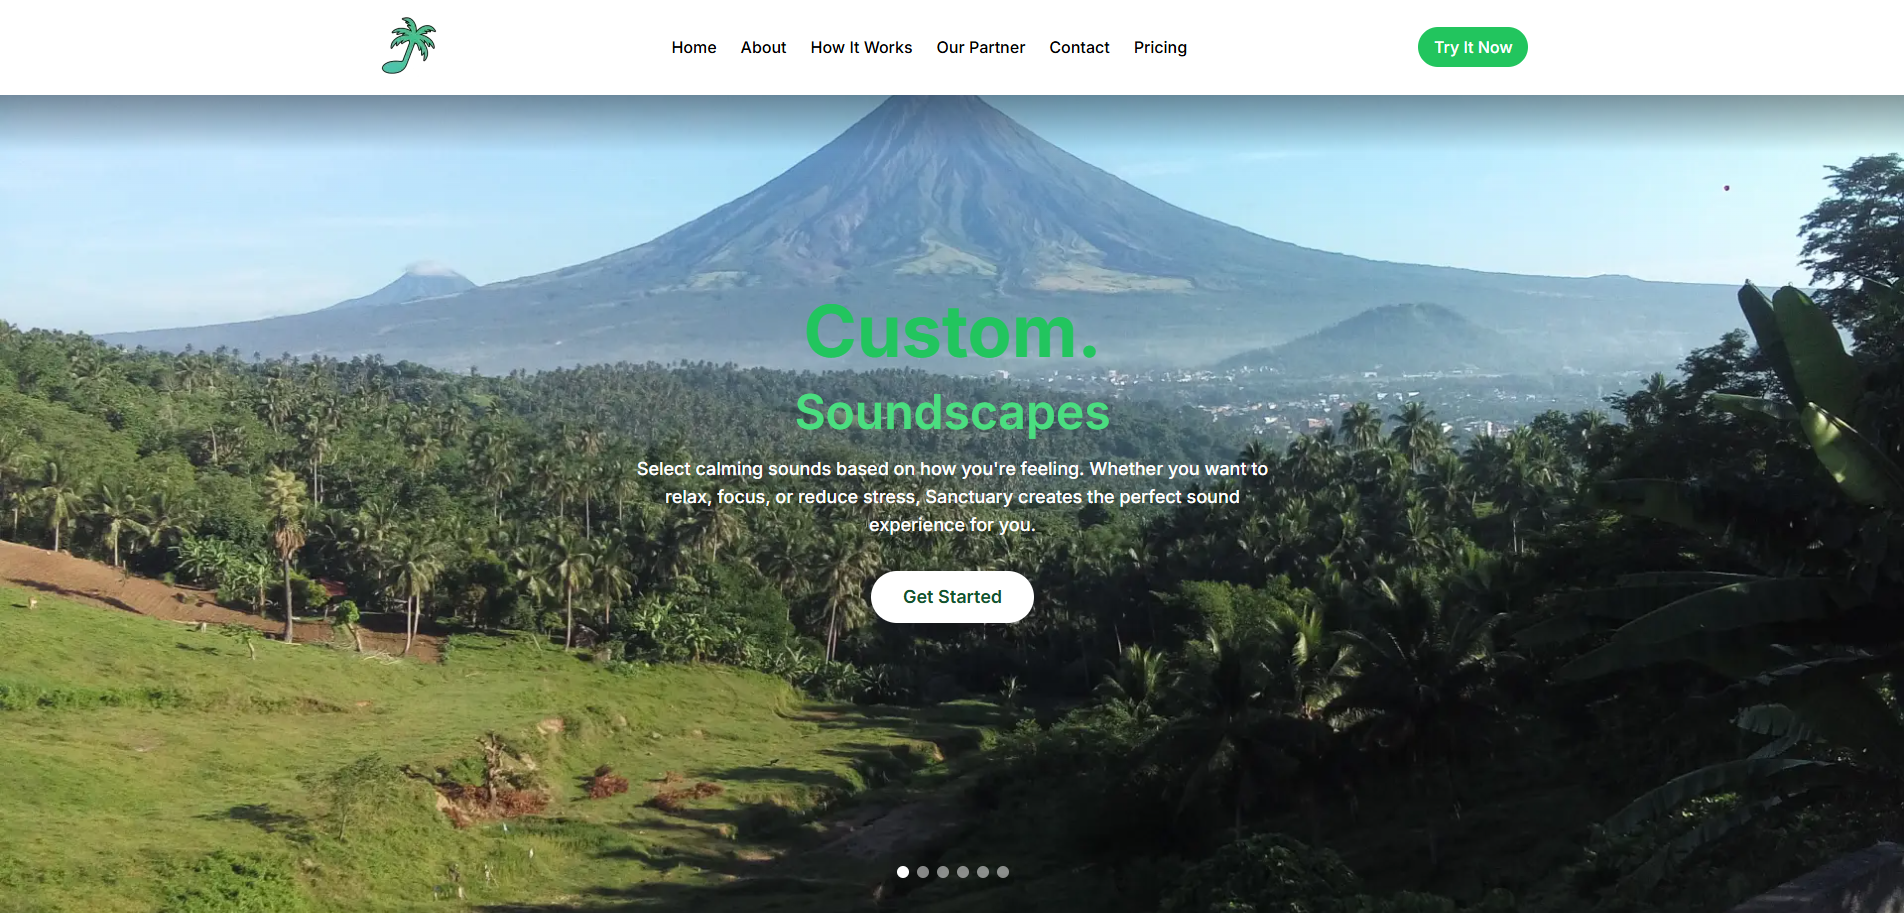 Home About How It Works Our Partner Contact Pricing Try It Now
Custom.
Soundscapes
Select calming sounds based on how you're feeling. Whether you want to
relax, focus, or reduce stress, Sanctuary creates the perfect sound
experience for you.
Get Started